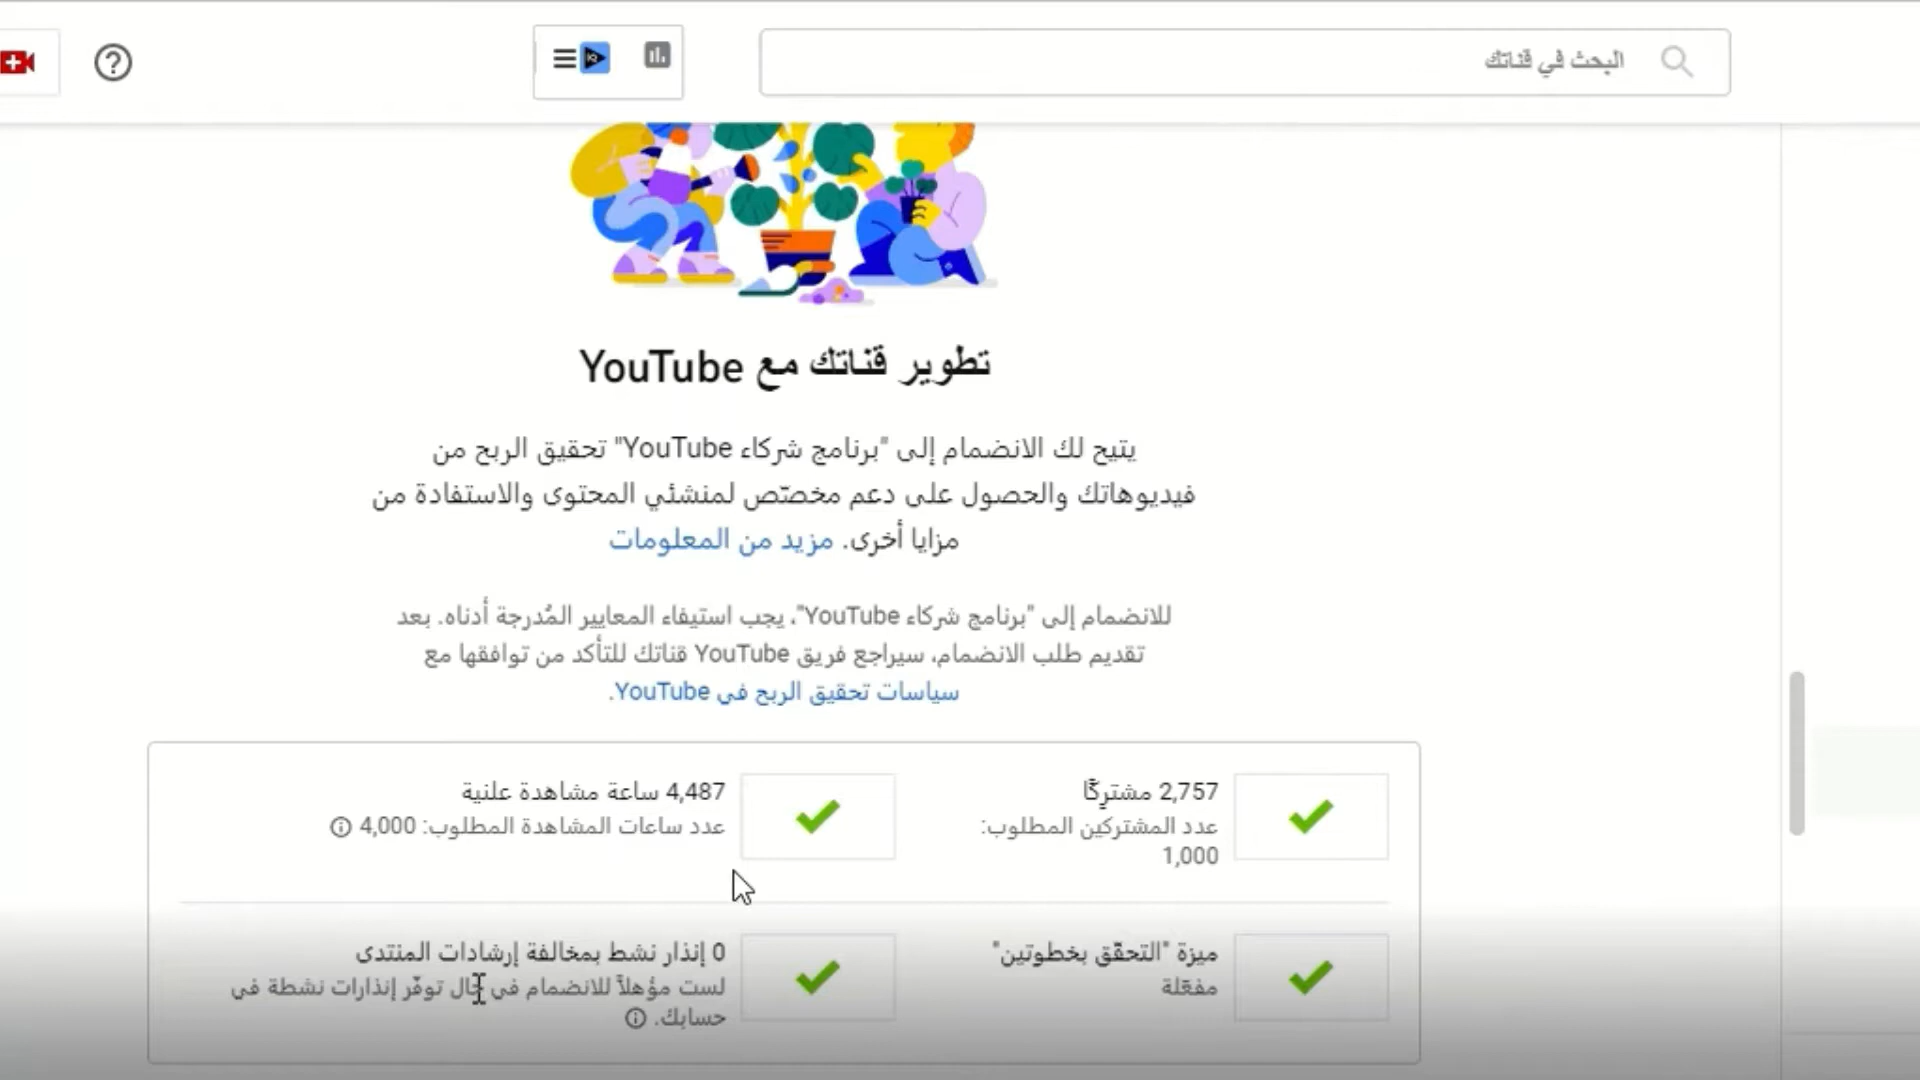 البحث في قناتك
تطوير قناتك مع YouTube
يتيح لك الانضمام إلى "برنامج شركاء YouTube" تحقيق الربح من
فيديوهاتك والحصول على دعم مخصّص لمنشئي المحتوى والاستفادة من
مزايا أخرى. مزيد من المعلومات
للانضمام إلى "برنامج شركاء YouTube"، يجب استيفاء المعايير المُدرجة أدناه. بعد
تقديم طلب الانضمام، سيراجع فريق YouTube قناتك للتأكد من توافقها مع
سياسات تحقيق الربح في YouTube.
2,757 مشتركًا
عدد المشتركين المطلوب:
1,000
4,487 ساعة مشاهدة علنية
عدد ساعات المشاهدة المطلوب: 4,000
ميزة "التحقّق بخطوتين"
مفعّلة
0 إنذار نشط بمخالفة إرشادات المنتدى
لست مؤهلاً للانضمام في حال توفّر إنذارات نشطة في
حسابك.